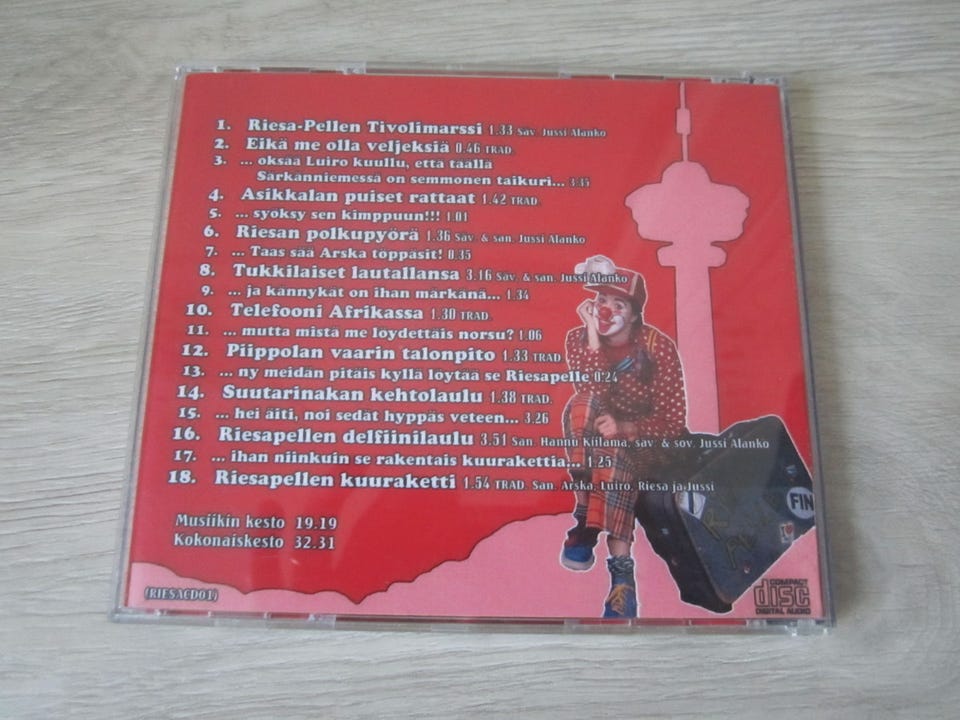 1. Riesa-Pellen Tivolimarssi 1.33 Säv. Jussi Alanko
2. Eikä me olla veljeksiä 0.46 TRAD.
3. ... oksaa Luiro kuullu, että täällä
Särkänniemessä on semmonen taikuri... 3.35
4. Asikkalan puiset rattaat 1.42 TRAD.
5. ... syöksy sen kimppuun!!! 1.01
6. Riesan polkupyörä 1.36 Säv. & san. Jussi Alanko
7. ... Taas sää Arska töppäsit! 0.35
8. Tukkilaiset lautallansa 3.16 Säv. & san. Jussi Alanko
9. ... ja kännykät on ihan märkänä... 1.34
10. Telefooni Afrikassa 1.30 TRAD.
11. ... mutta mistä me löydettäis norsu? 1.06
12. Piippolan vaarin talonpito 1.33 TRAD
13. ... ny meidän pitäis kyllä löytää se Riesapelle 0:24
14. Suutarinakan kehtolaulu 1.38 TRAD.
15. ... hei äiti, noi sedät hyppäs veteen... 3.26
16. Riesapellen delfiinilaulu 3.51 San. Hannu Kiilama, säv. & sov. Jussi Alanko
17. ... ihan niinkuin se rakentais kuurakettia... 1.25
18. Riesapellen kuuraketti 1.54 TRAD. San. Arska, Luiro, Riesa ja Jussi
Musiikin kesto 19.19
Kokonaiskesto 32.31
(RIESACD01)
FIN
COMPACT
disc
DIGITAL AUDIO